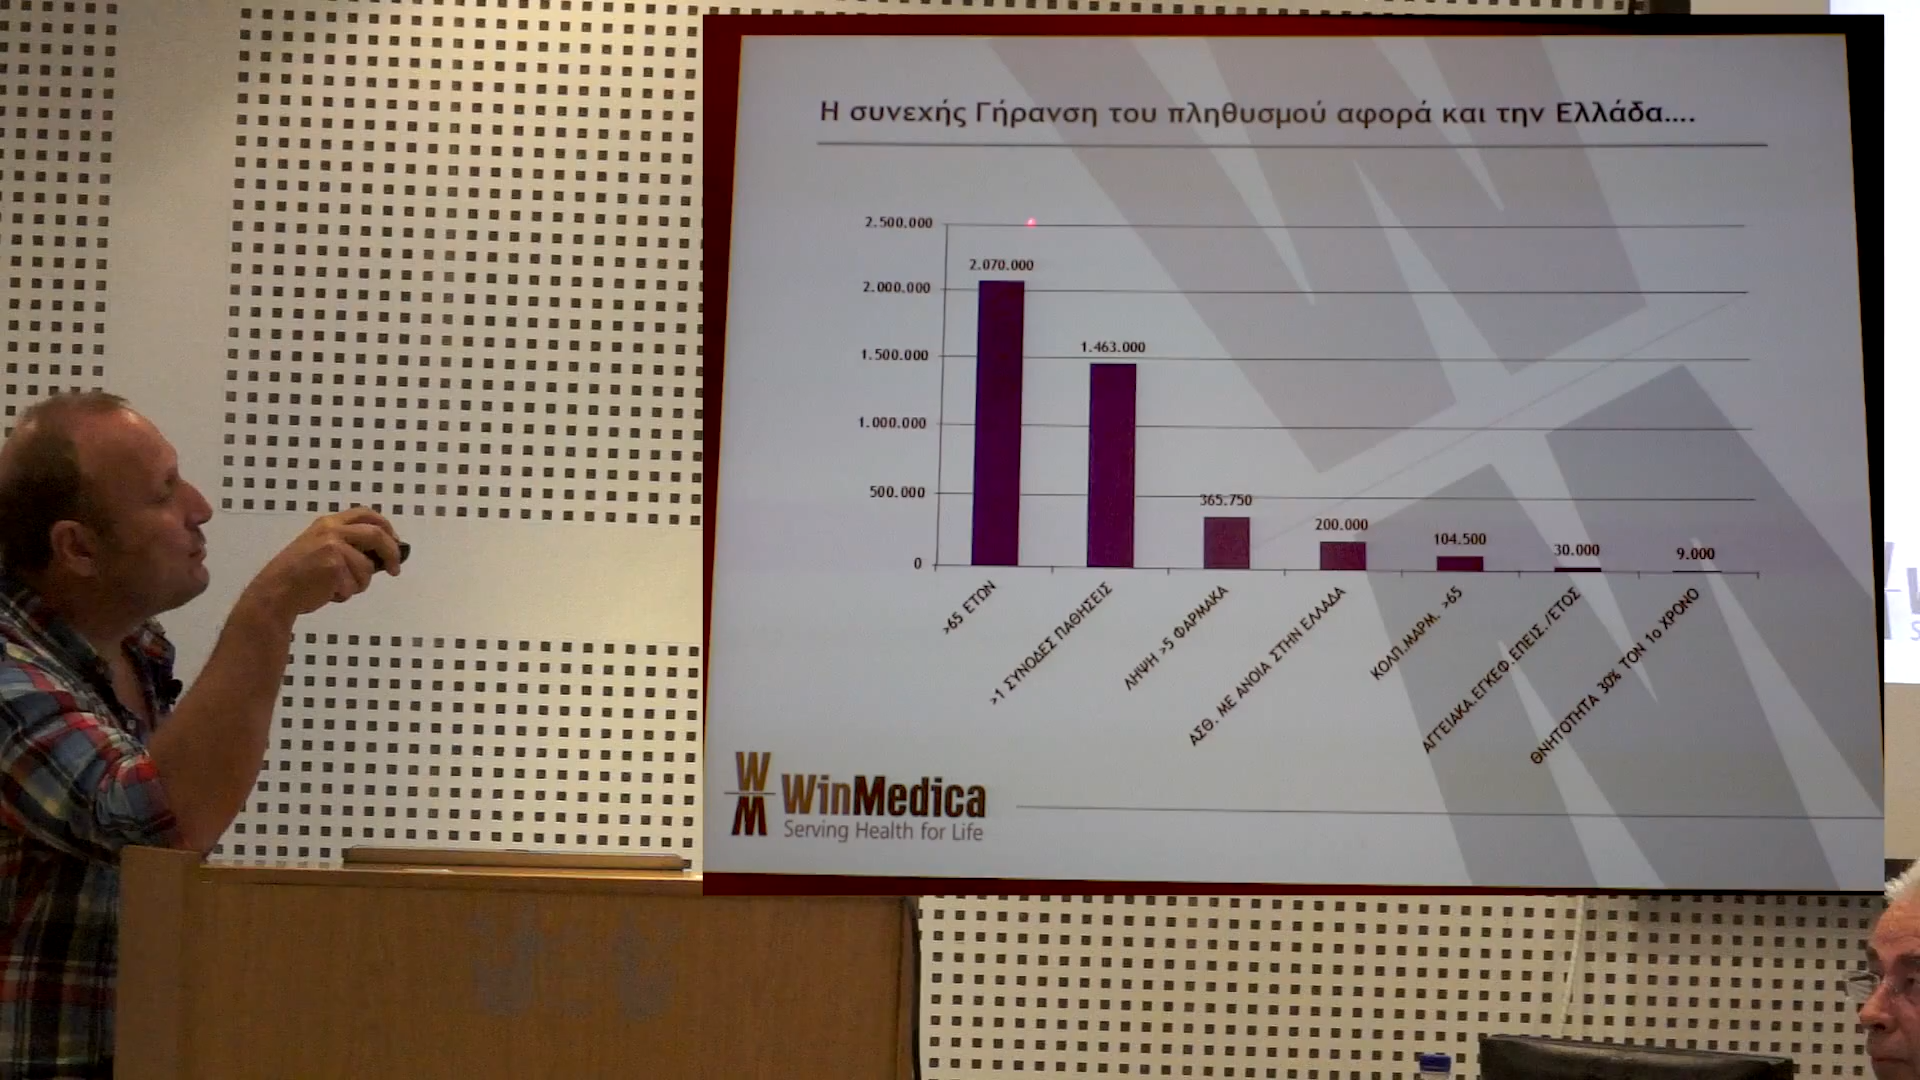 Η συνεχής Γήρανση του πληθυσμού αφορά και την Ελλάδα....
2.500.000
2.000.000
1.500.000
1.000.000
500.000
0
2.070.000
1.463.000
365.750
200.000
104.500
30.000
9.000
>65 ΕΤΩΝ
>1 ΣΥΝΟΔΕΣ ΠΑΘΗΣΕΙΣ
ΛΗΨΗ >5 ΦΑΡΜΑΚΑ
ΑΣΘ. ΜΕ ΑΝΟΙΑ ΣΤΗΝ ΕΛΛΑΔΑ
ΚΟΛΠ.ΜΑΡΜ. >65
ΑΓΓΕΙΑΚΑ.ΕΓΚΕΦ.ΕΠΕΙΣ./ΕΤΟΣ
ΘΝΗΤΟΤΗΤΑ 30% ΤΟΝ 1ο ΧΡΟΝΟ
WM WinMedica
Serving Health for Life